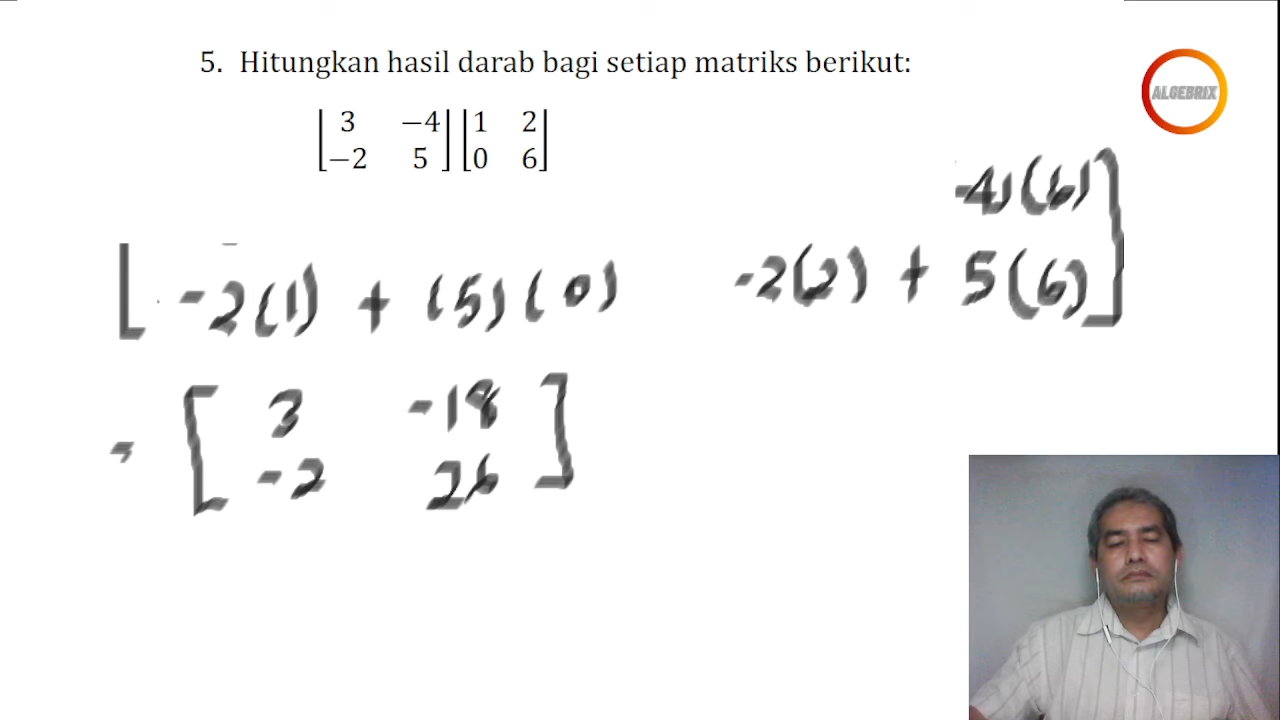 5. Hitungkan hasil darab bagi setiap matriks berikut:
ALGEBRIX
[3 −4] [1 2]
[−2 5] [0 6]
-4)(6)]
[-2(1) + (5)(0) -2(2) + 5(6)]
= [3 -18]
[-2 26]